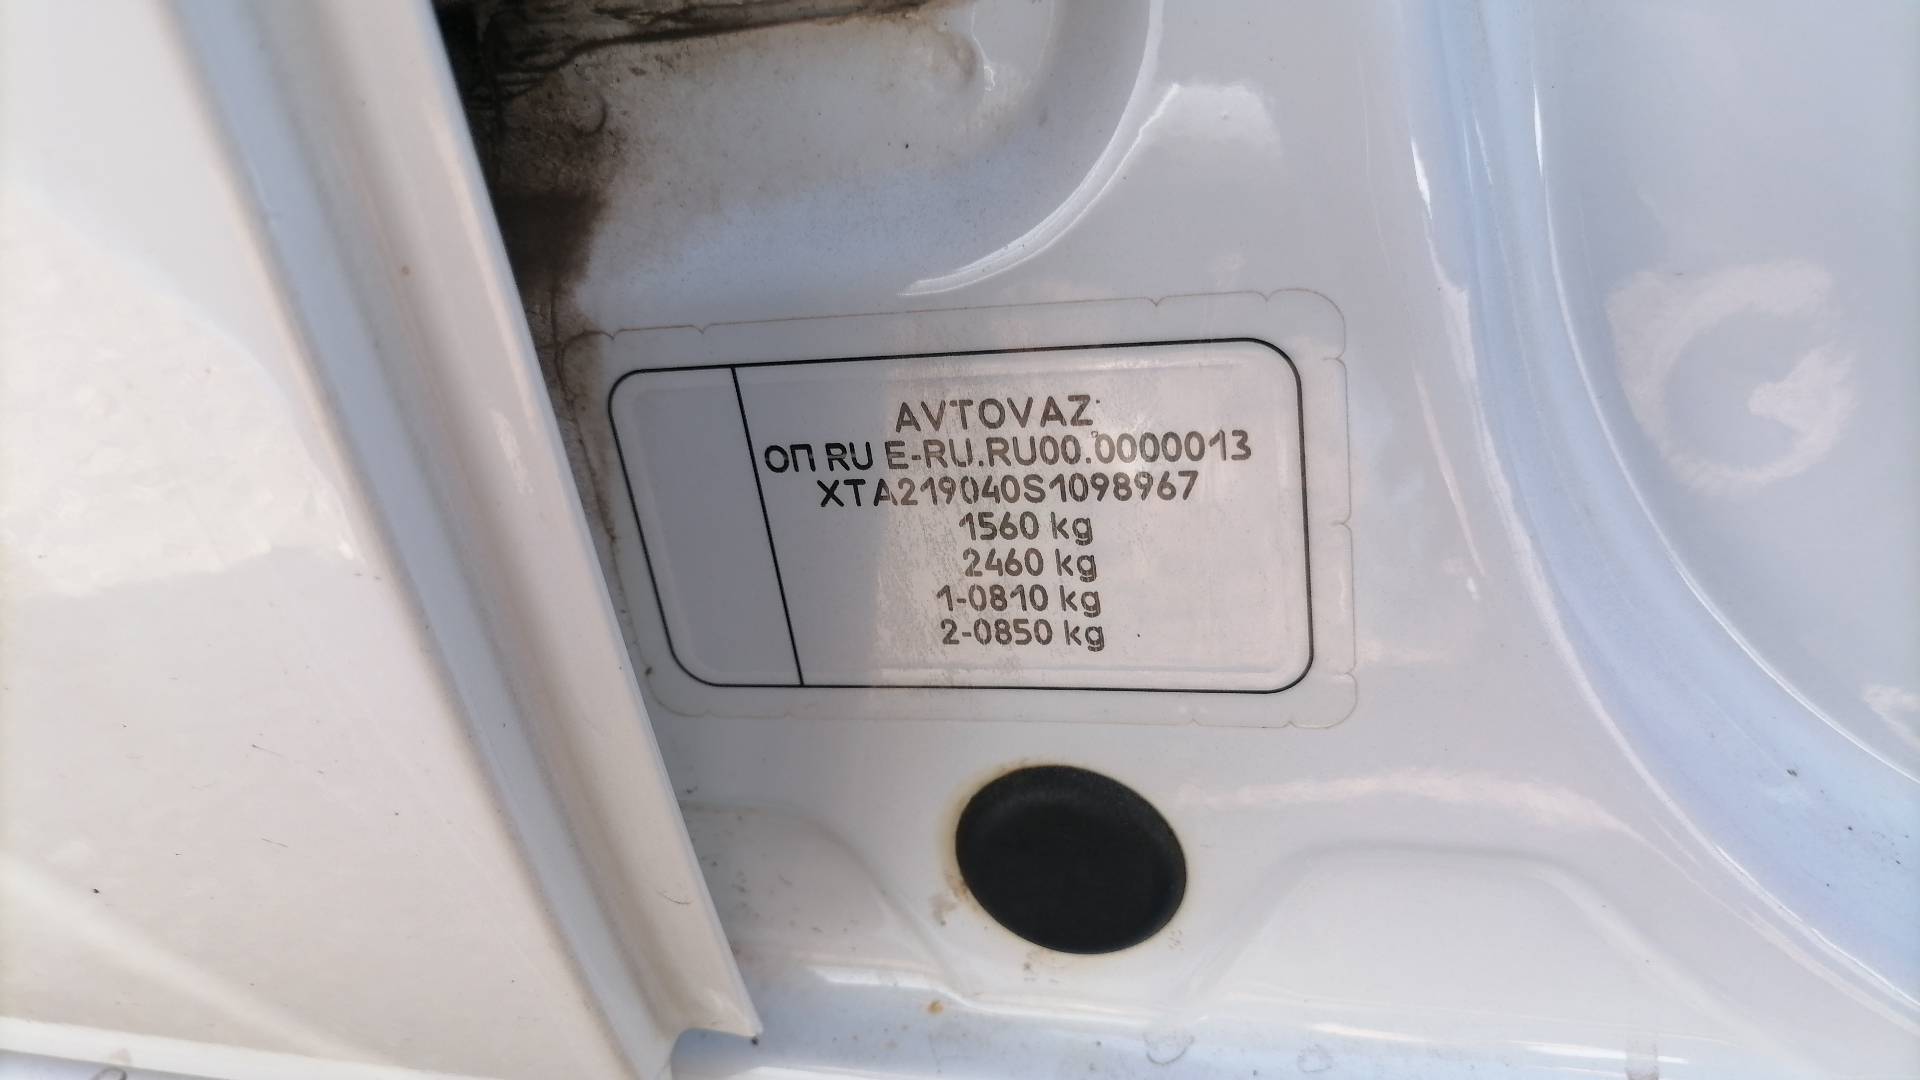 AVTOVAZ
ОП RU E-RU.RU00.0000013
XTA219040S1098967
1560 kg
2460 kg
1-0810 kg
2-0850 kg